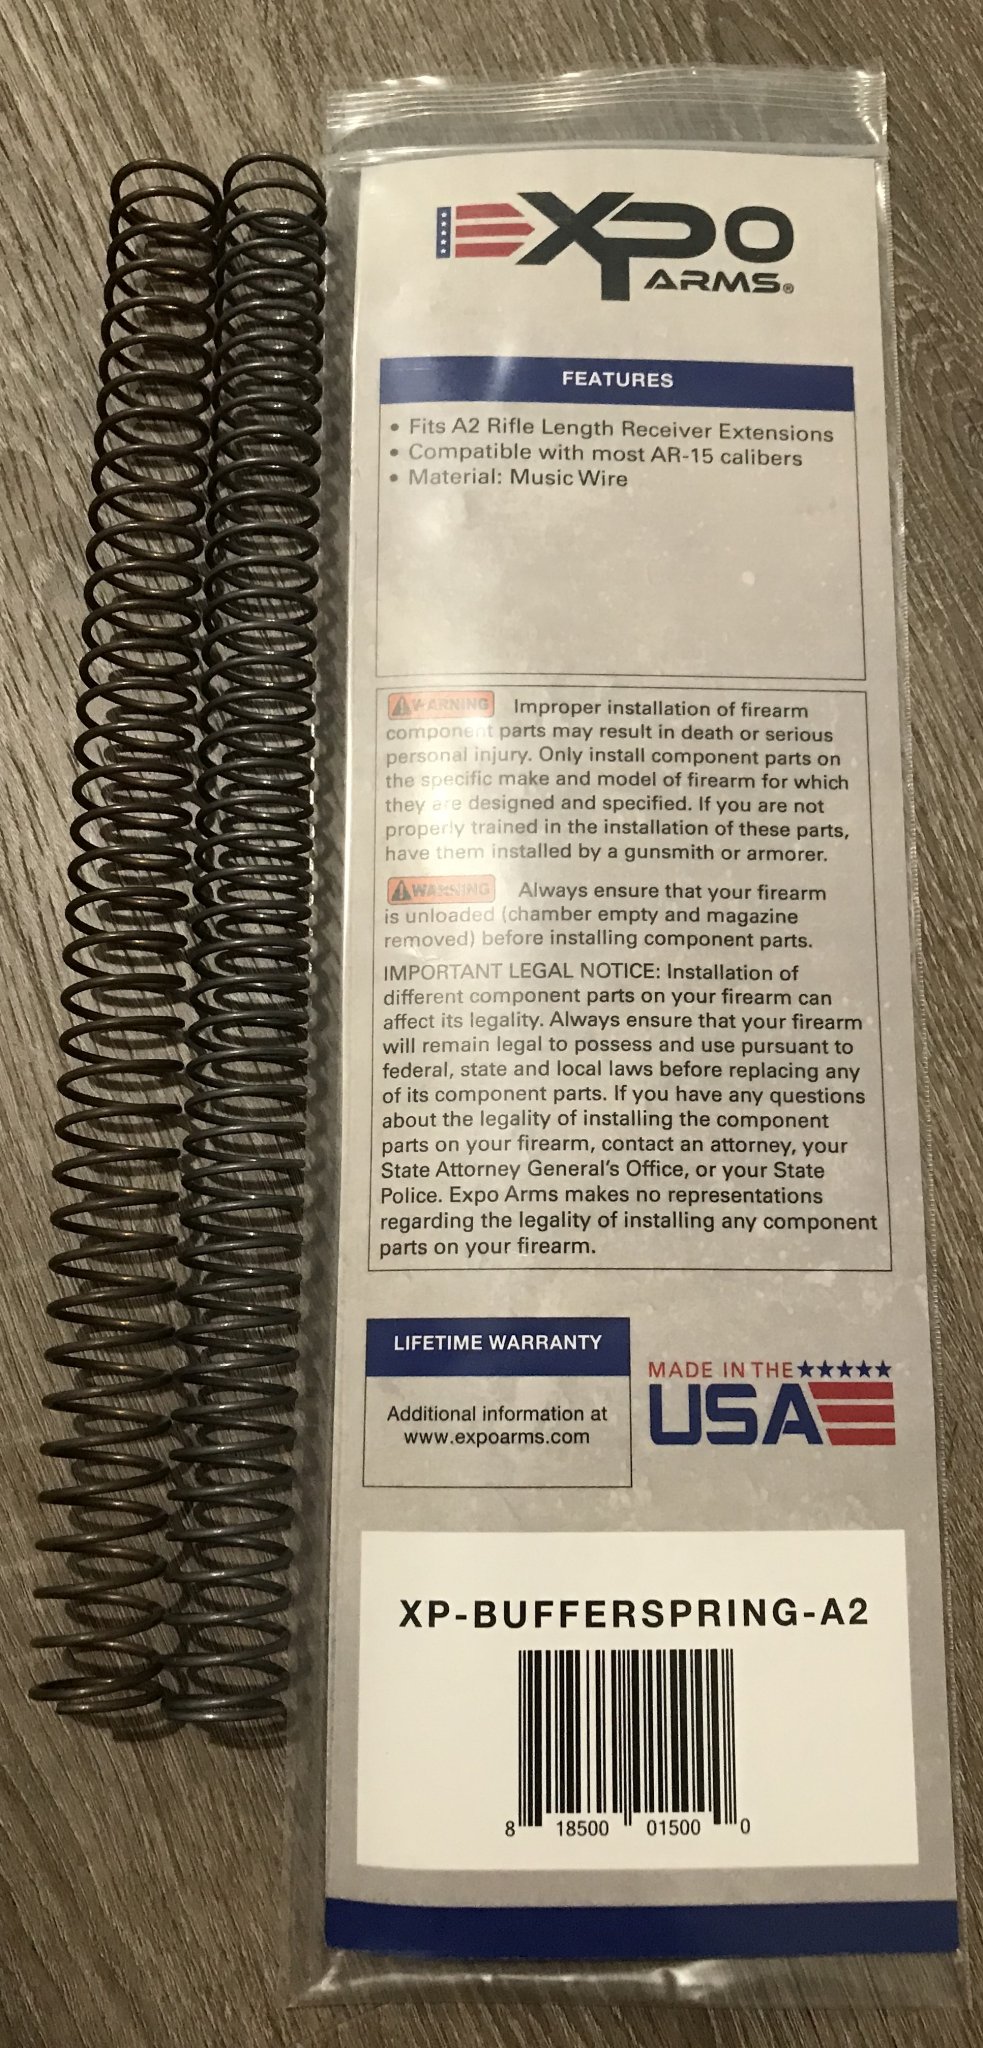 EXPO
ARMS®
FEATURES
• Fits A2 Rifle Length Receiver Extensions
• Compatible with most AR-15 calibers
• Material: Music Wire
WARNING Improper installation of firearm
component parts may result in death or serious
personal injury. Only install component parts on
the specific make and model of firearm for which
they are designed and specified. If you are not
properly trained in the installation of these parts,
have them installed by a gunsmith or armorer.
WARNING Always ensure that your firearm
is unloaded (chamber empty and magazine
removed) before installing component parts.
IMPORTANT LEGAL NOTICE: Installation of
different component parts on your firearm can
affect its legality. Always ensure that your firearm
will remain legal to possess and use pursuant to
federal, state and local laws before replacing any
of its component parts. If you have any questions
about the legality of installing the component
parts on your firearm, contact an attorney, your
State Attorney General's Office, or your State
Police. Expo Arms makes no representations
regarding the legality of installing any component
parts on your firearm.
LIFETIME WARRANTY
Additional information at
www.expoarms.com
MADE IN THE
USA
XP-BUFFERSPRING-A2
8 18500 01500 0